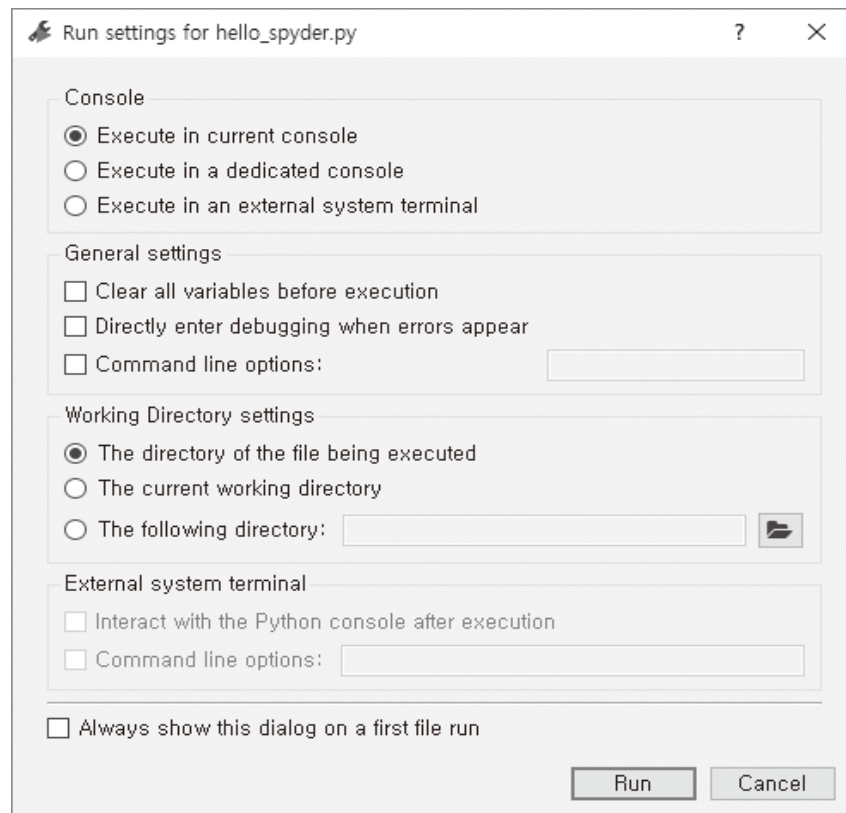 Run settings for hello_spyder.py ? ×
Console
Execute in current console
Execute in a dedicated console
Execute in an external system terminal
General settings
Clear all variables before execution
Directly enter debugging when errors appear
Command line options:
Working Directory settings
The directory of the file being executed
The current working directory
The following directory:
External system terminal
Interact with the Python console after execution
Command line options:
Always show this dialog on a first file run
Run Cancel